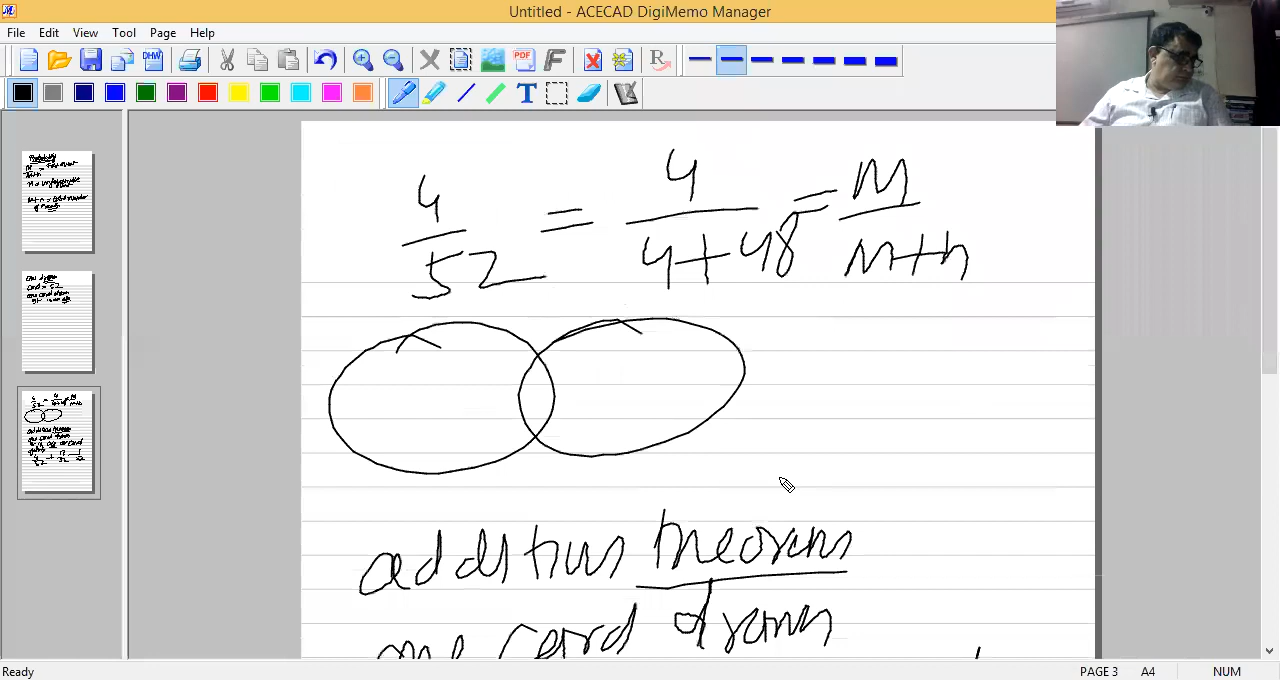 Untitled - ACECAD DigiMemo Manager
File Edit View Tool Page Help
4/52 = 4/4+48 = M/M+n
addition theorem
one card drawn
Ready PAGE 3 A4 NUM